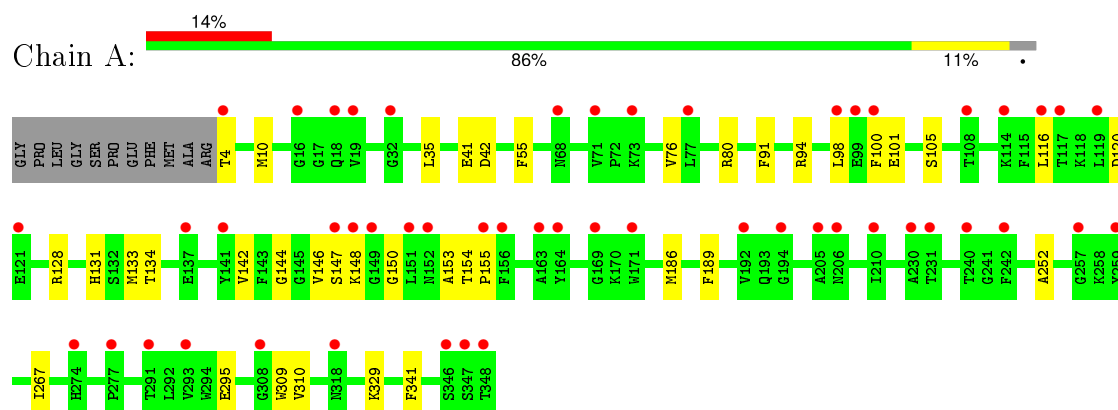 14%
Chain A:
86% 11%
GLY PRO LEU GLY SER PRO GLU PHE MET ALA ARG T4 M10 G16 G17 Q18 V19 G32 L35 E41 D42 F55 N68 V71 P72 K73 V76 L77 R80 F91 R94 L98 E99 F100 E101 S105 T108 K114 F115 L116 T117 K118 L119
E121 R128 H131 S132 M133 T134 E137 Y141 V142 F143 G144 G145 V146 S147 K148 G149 G150 L151 N152 A153 T154 P155 F156 A163 Y164 G169 K170 W171 M186 F189 V192 Q193 G194 A205 N206 I210 A230 T231 T240 G241 F242 A252 G257 K258
I267 H274 P277 T291 L292 V293 W294 E295 G308 W309 V310 N318 K329 F341 S346 S347 T348